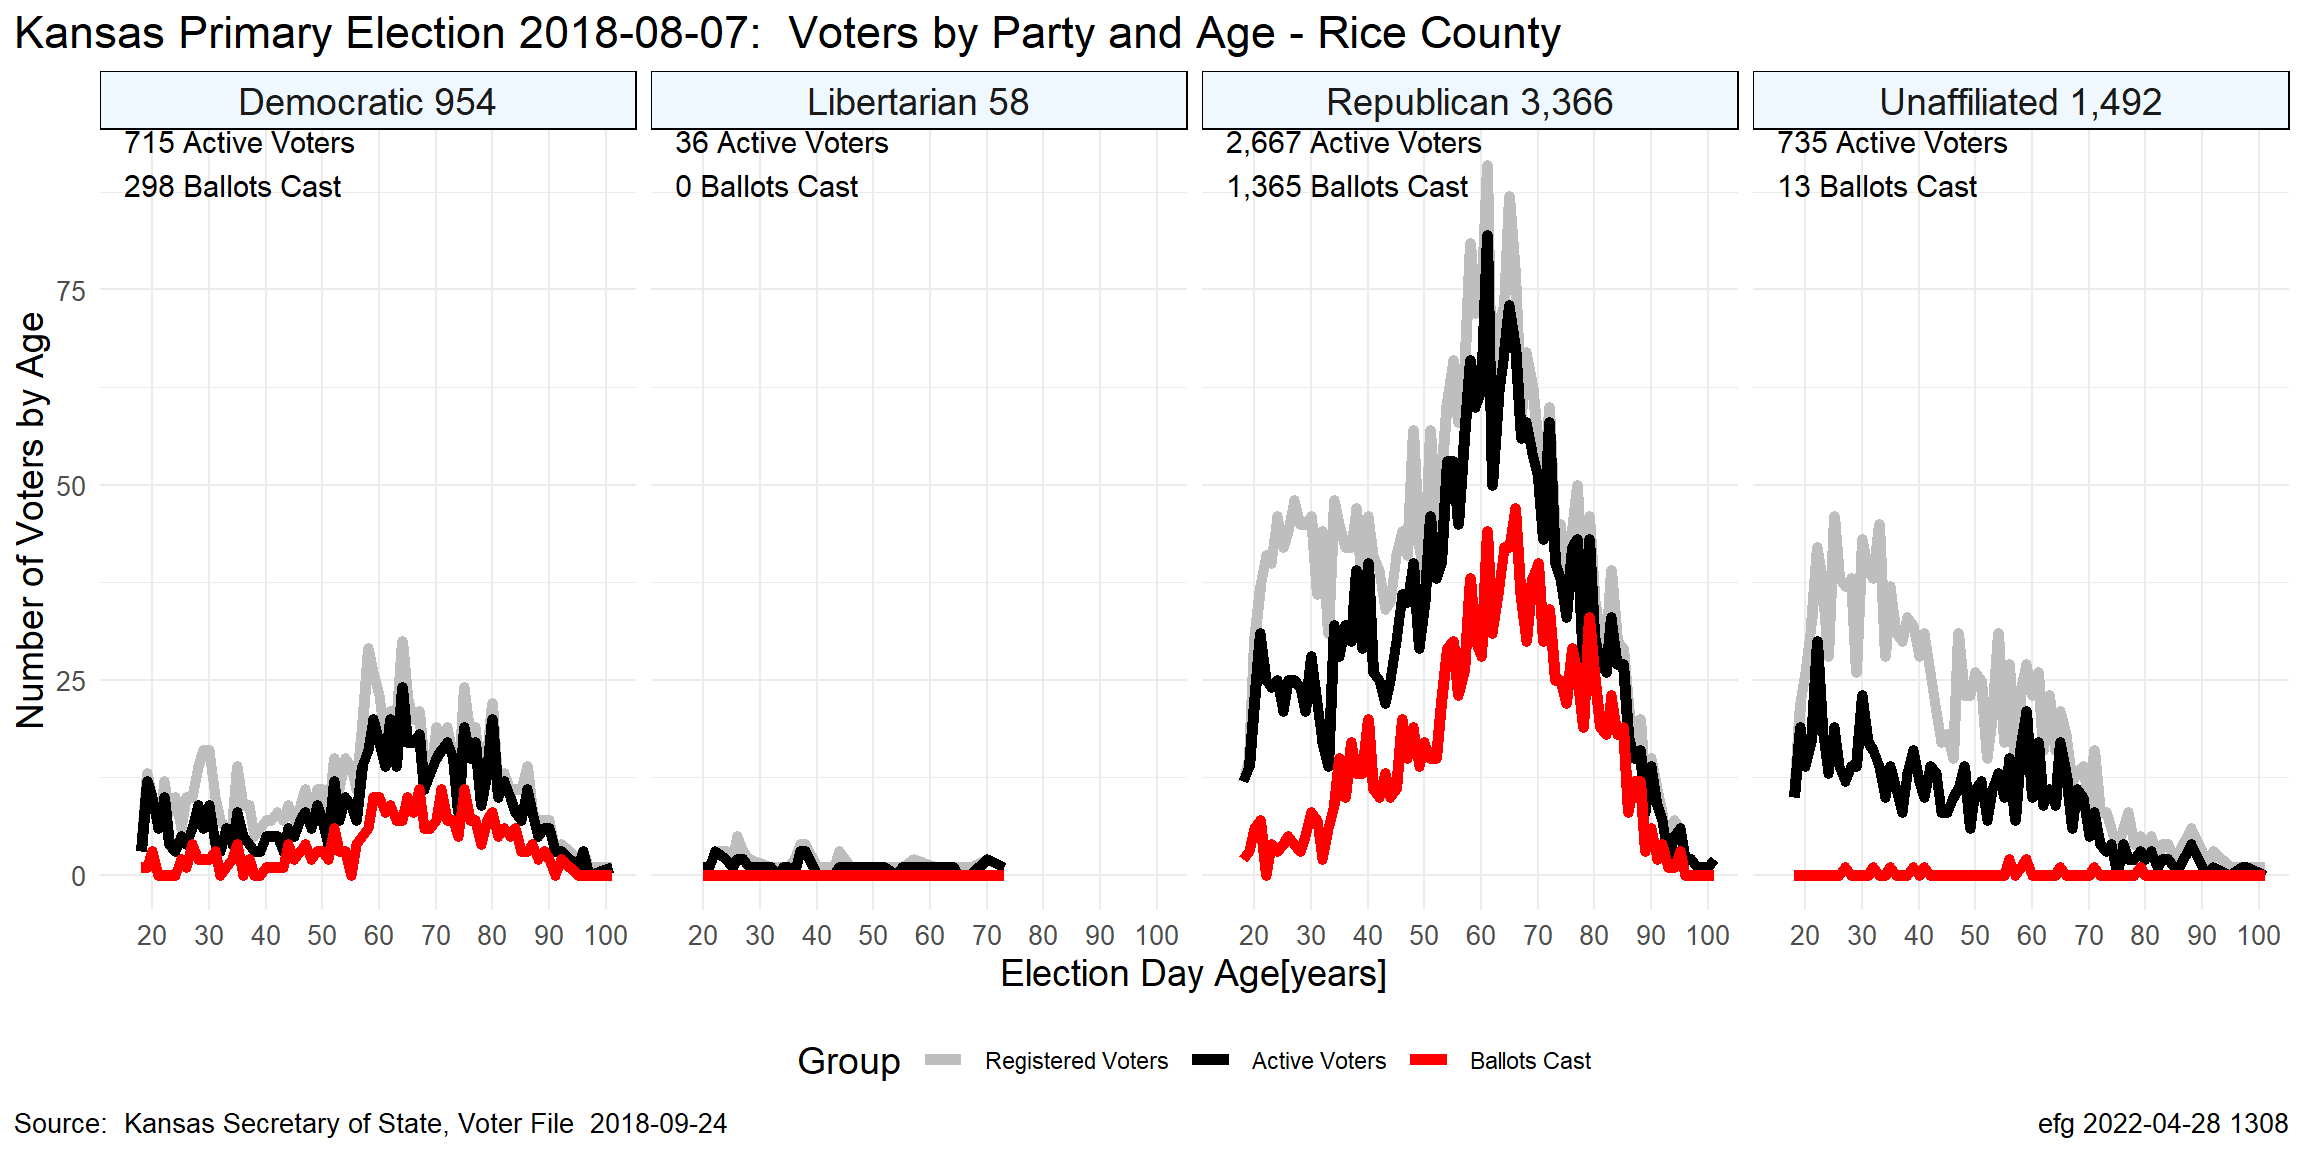 Kansas Primary Election 2018-08-07:  Voters by Party and Age - Rice County
Democratic 954
Libertarian 58
Republican 3,366
Unaffiliated 1,492
715 Active Voters
298 Ballots Cast
36 Active Voters
0 Ballots Cast
2,667 Active Voters
1,365 Ballots Cast
735 Active Voters
13 Ballots Cast
Number of Voters by Age
75
50
25
0
20 30 40 50 60 70 80 90 100
20 30 40 50 60 70 80 90 100
20 30 40 50 60 70 80 90 100
20 30 40 50 60 70 80 90 100
Election Day Age[years]
Group Registered Voters Active Voters Ballots Cast
Source:  Kansas Secretary of State, Voter File  2018-09-24
efg 2022-04-28 1308